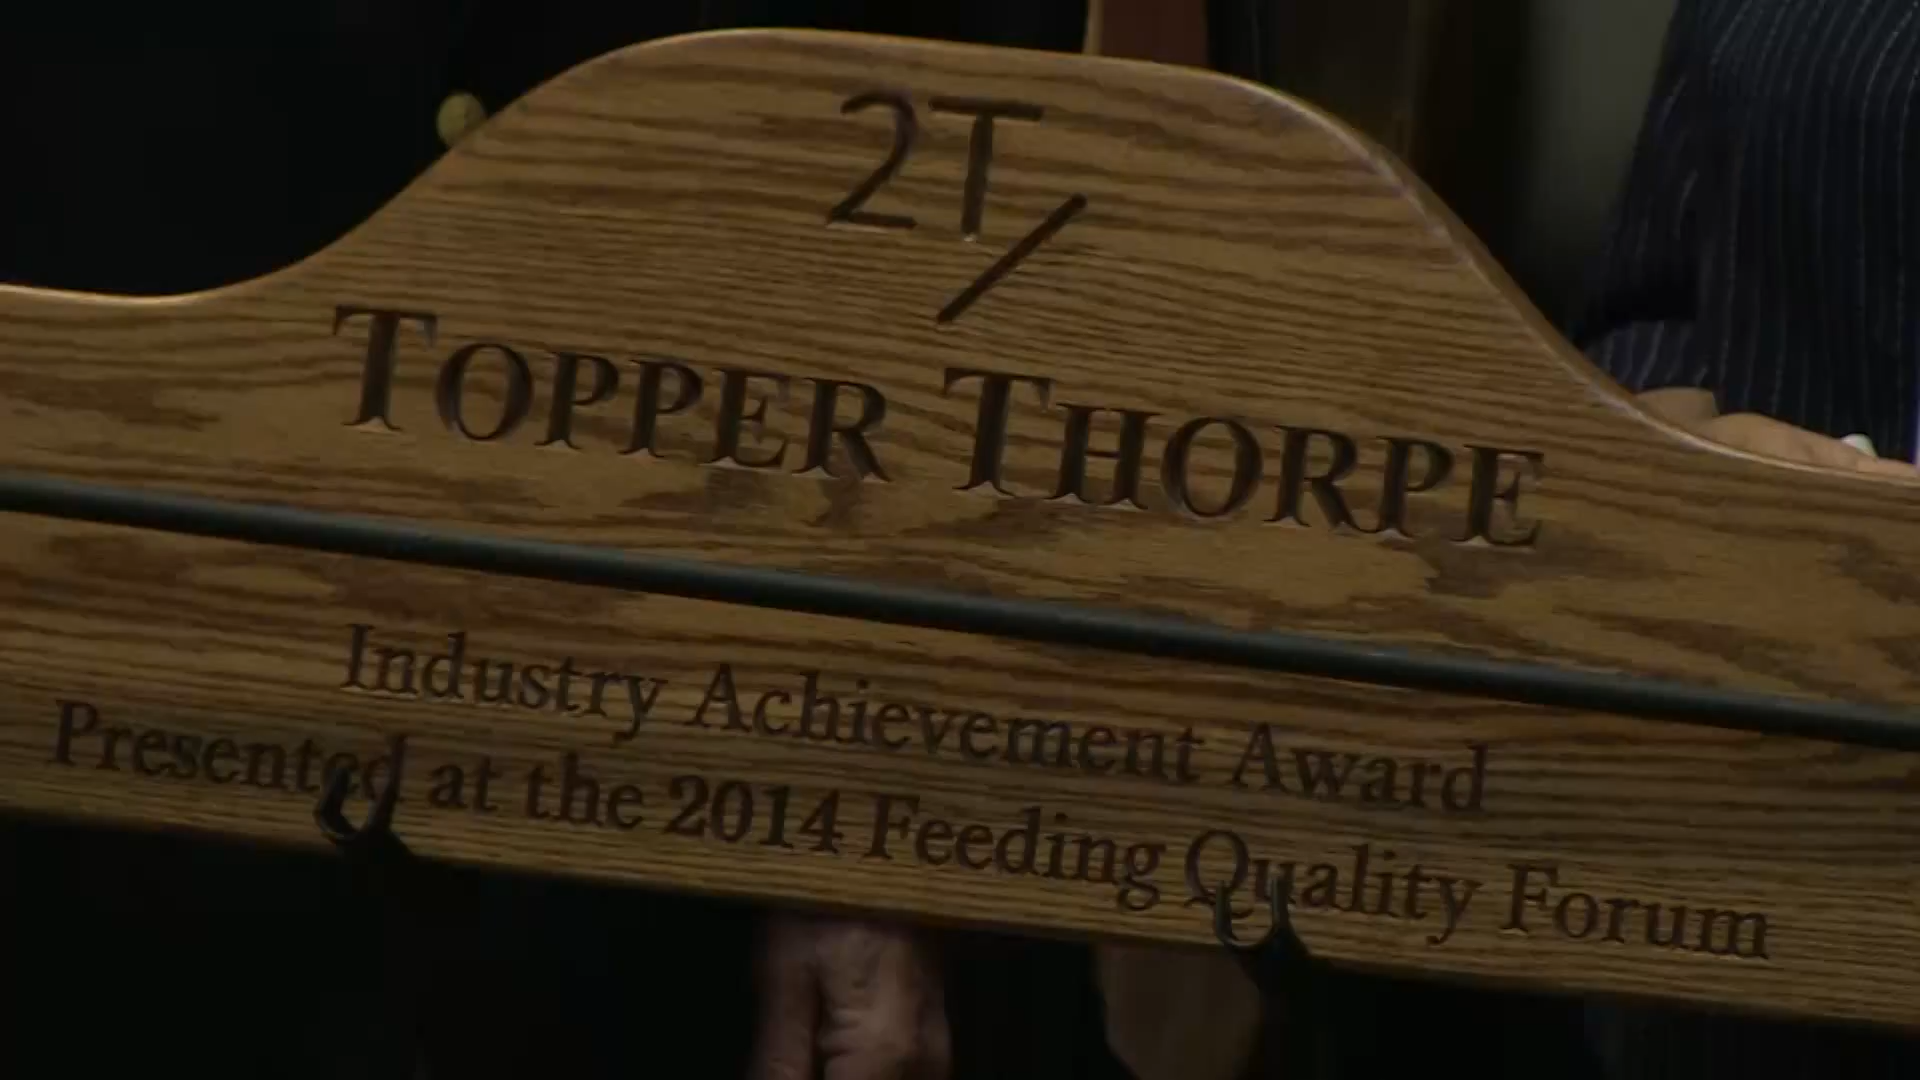 2T/
TOPPER THORPE
Industry Achievement Award
Presented at the 2014 Feeding Quality Forum